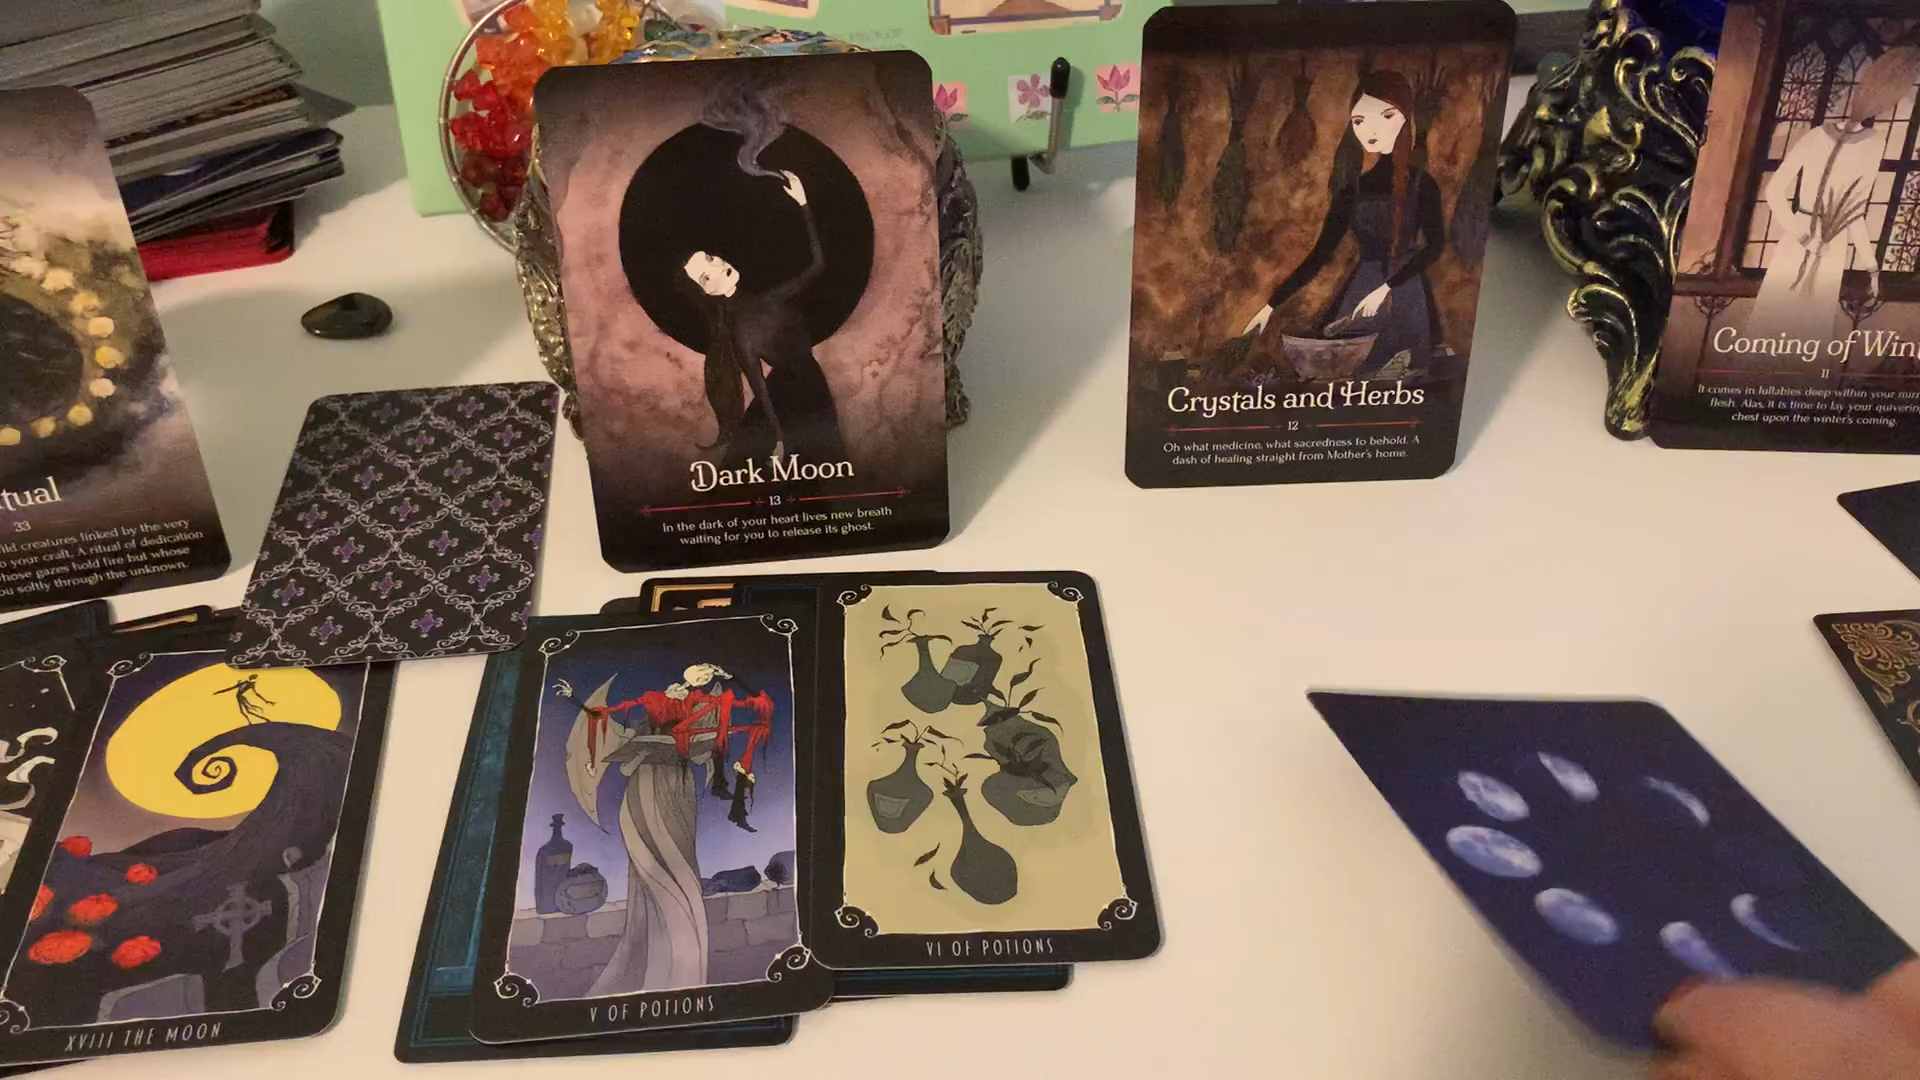 tual
33
ild creatures linked by the very
o your craft. A ritual of dedication
hose gazes hold fire but whose
ou softly through the unknown.
Dark Moon
13
In the dark of your heart lives new breath
waiting for you to release its ghost.
Crystals and Herbs
12
Oh what medicine, what sacredness to behold. A
dash of healing straight from Mother's home.
Coming of Wint
11
It comes in lullabies deep within your
flesh. Alas, it is time to lay your quivering
chest upon the winter's coming.
XVIII THE MOON
V OF POTIONS
VI OF POTIONS